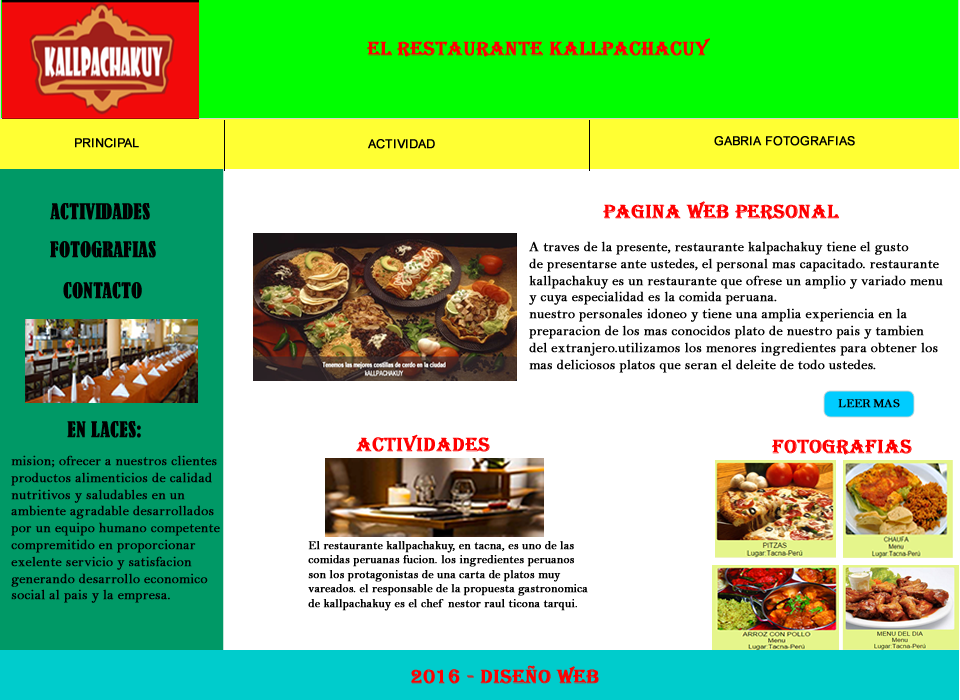 KALLPACHAKUY
EL RESTAURANTE KALLPACHACUY
PRINCIPAL
ACTIVIDAD
GABRIA FOTOGRAFIAS
ACTIVIDADES
FOTOGRAFIAS
CONTACTO
EN LACES:
mision; ofrecer a nuestros clientes
productos alimenticios de calidad
nutritivos y saludables en un
ambiente agradable desarrollados
por un equipo humano competente
compremitido en proporcionar
exelente servicio y satisfacion
generando desarrollo economico
social al pais y la empresa.
PAGINA WEB PERSONAL
Tenemos las mejores costillas de cerdo en la ciudad
kALLPACHAKUY
A traves de la presente, restaurante kalpachakuy tiene el gusto
de presentarse ante ustedes, el personal mas capacitado. restaurante
kallpachakuy es un restaurante que ofrese un amplio y variado menu
y cuya especialidad es la comida peruana.
nuestro personales idoneo y tiene una amplia experiencia en la
preparacion de los mas conocidos plato de nuestro pais y tambien
del extranjero.utilizamos los menores ingredientes para obtener los
mas deliciosos platos que seran el deleite de todo ustedes.
LEER MAS
ACTIVIDADES
El restaurante kallpachakuy, en tacna, es uno de las
comidas peruanas fucion. los ingredientes peruanos
son los protagonistas de una carta de platos muy
vareados. el responsable de la propuesta gastronomica
de kallpachakuy es el chef nestor raul ticona tarqui.
FOTOGRAFIAS
PITZAS
Lugar:Tacna-Perú
CHAUFA
Menu
Lugar:Tacna-Perú
ARROZ CON POLLO
Menu
Lugar:Tacna-Perú
MENU DEL DIA
Menu
Lugar:Tacna-Perú
2016 - DISEÑO WEB